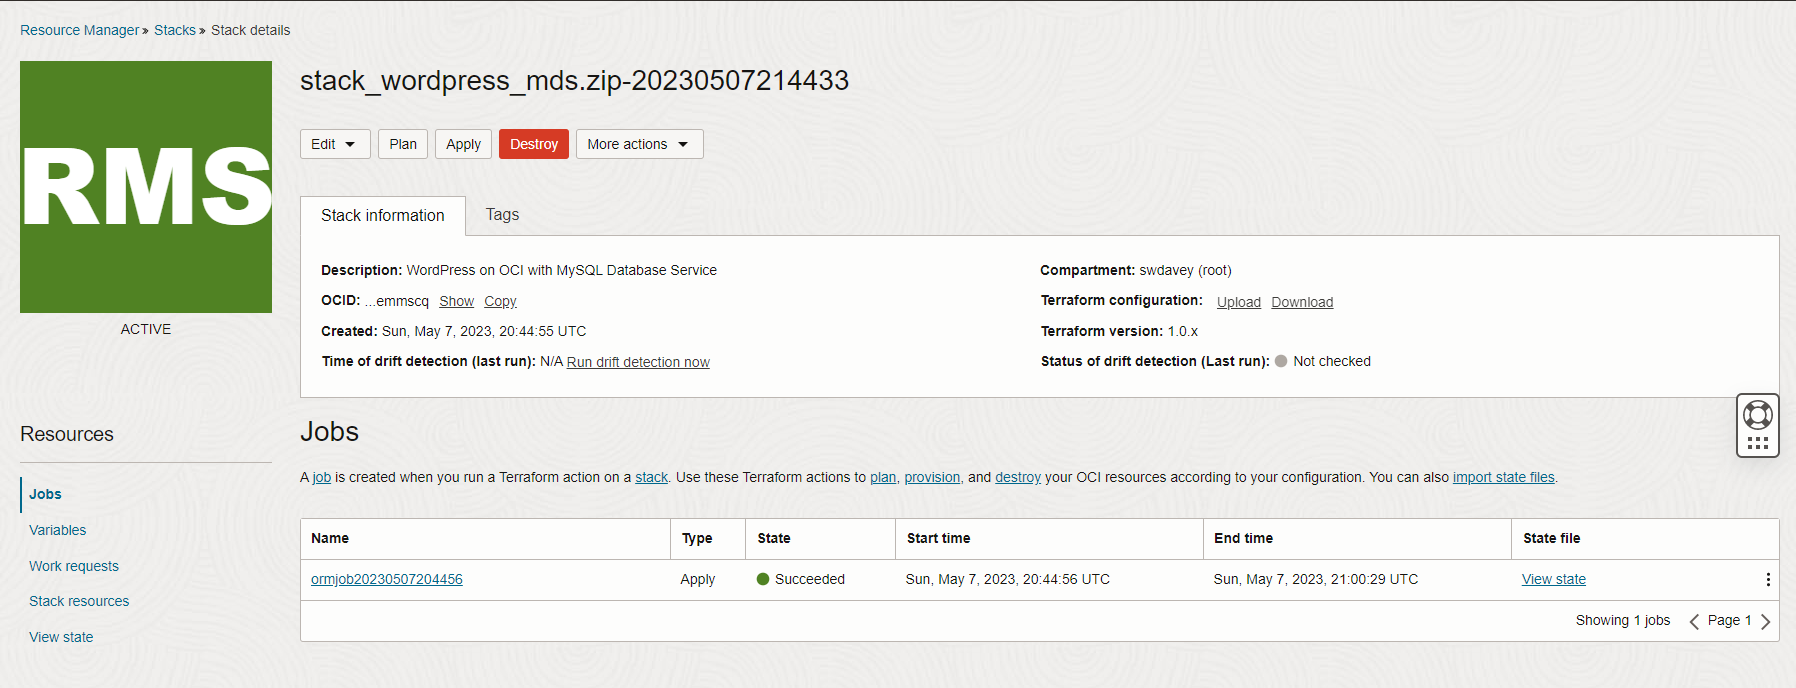 Resource Manager » Stacks » Stack details
RMS
ACTIVE
stack_wordpress_mds.zip-20230507214433
Edit Plan Apply Destroy More actions
Stack information Tags
Description: WordPress on OCI with MySQL Database Service
OCID: ...emmscq Show Copy
Created: Sun, May 7, 2023, 20:44:55 UTC
Time of drift detection (last run): N/A Run drift detection now
Compartment: swdavey (root)
Terraform configuration: Upload Download
Terraform version: 1.0.x
Status of drift detection (Last run): Not checked
Resources
Jobs
Variables
Work requests
Stack resources
View state
Jobs
A job is created when you run a Terraform action on a stack. Use these Terraform actions to plan, provision, and destroy your OCI resources according to your configuration. You can also import state files.
Name Type State Start time End time State file
ormjob20230507204456 Apply Succeeded Sun, May 7, 2023, 20:44:56 UTC Sun, May 7, 2023, 21:00:29 UTC View state
Showing 1 jobs Page 1